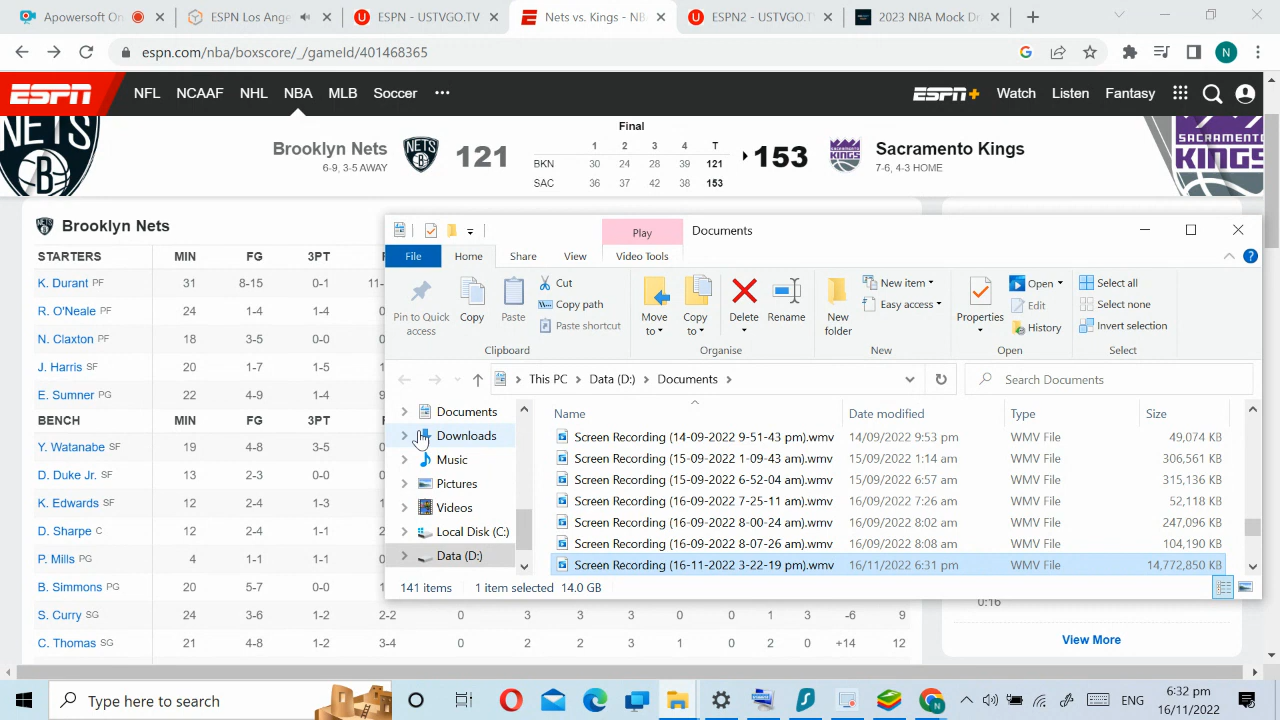 Apowersoft On
ESPN Los Ange
ESPN - USTVGO.TV
Nets vs. Kings - NB
ESPN2 - USTVGO.T
2023 NBA Mock Dr
espn.com/nba/boxscore/_/gameId/401468365
N
ESPN NFL NCAAF NHL NBA MLB Soccer ESPN+ Watch Listen Fantasy
Final
NETS
Brooklyn Nets NETS 121
6-9, 3-5 AWAY
1 2 3 4 T
BKN 30 24 28 39 121
SAC 36 37 42 38 153
153 Sacramento Kings
7-6, 4-3 HOME
SACRAMENTO
KINGS
Brooklyn Nets
STARTERS MIN FG 3PT F
K. Durant PF 31 8-15 0-1 11-
R. O'Neale PF 24 1-4 1-4 0
N. Claxton PF 18 3-5 0-0
J. Harris SF 20 1-7 1-5 0
E. Sumner PG 22 4-9 1-4 9
BENCH MIN FG 3PT
Y. Watanabe SF 19 4-8 3-5 0
D. Duke Jr. SF 13 2-3 0-0 0
K. Edwards SF 12 2-4 1-3 0
D. Sharpe C 12 2-4 1-1 0
P. Mills PG 4 1-1 1-1 0
B. Simmons PG 20 5-7 0-0
S. Curry SG 24 3-6 1-2 2-2 0 3 3 3 0 0 1 3 -6 9
C. Thomas SG 21 4-8 1-2 3-4 0 2 2 3 1 0 2 0 +14 12
0:16
View More
Play Documents
File Home Share View Video Tools
Pin to Quick access
Copy
Paste
Cut
Copy path
Paste shortcut
Clipboard
Move to
Copy to
Delete
Rename
Organise
New folder
New item
Easy access
New
Properties
Open
Edit
History
Open
Select all
Select none
Invert selection
Select
This PC Data (D:) Documents
Search Documents
Documents
Downloads
Music
Pictures
Videos
Local Disk (C:)
Data (D:)
Name Date modified Type Size
Screen Recording (14-09-2022 9-51-43 pm).wmv 14/09/2022 9:53 pm WMV File 49,074 KB
Screen Recording (15-09-2022 1-09-43 am).wmv 15/09/2022 1:14 am WMV File 306,561 KB
Screen Recording (15-09-2022 6-52-04 am).wmv 15/09/2022 6:57 am WMV File 315,136 KB
Screen Recording (16-09-2022 7-25-11 am).wmv 16/09/2022 7:26 am WMV File 52,118 KB
Screen Recording (16-09-2022 8-00-24 am).wmv 16/09/2022 8:02 am WMV File 247,096 KB
Screen Recording (16-09-2022 8-07-26 am).wmv 16/09/2022 8:08 am WMV File 104,190 KB
Screen Recording (16-11-2022 3-22-19 pm).wmv 16/11/2022 6:31 pm WMV File 14,772,850 KB
141 items 1 item selected 14.0 GB
Type here to search
ENG
6:32 pm
16/11/2022